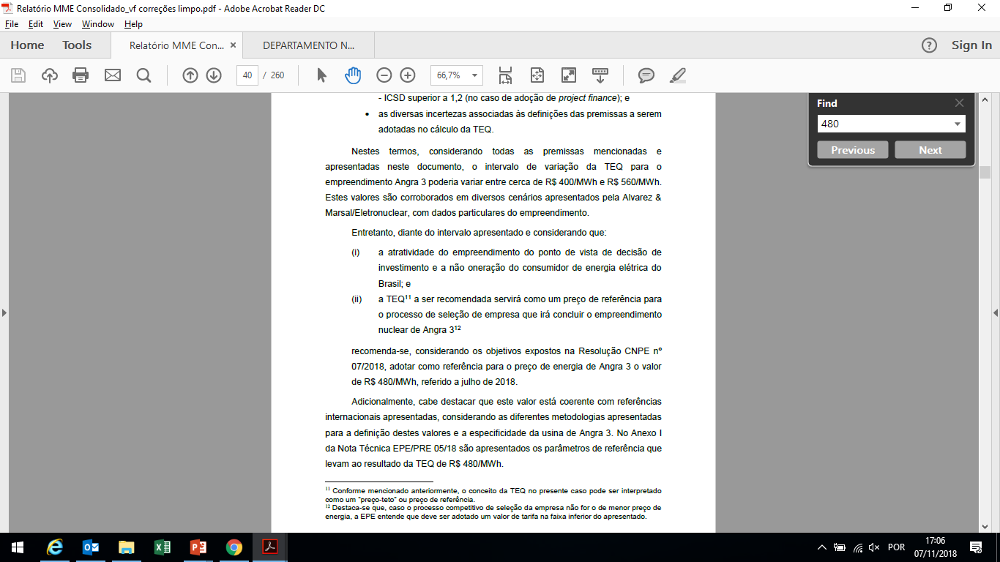 Relatório MME Consolidado_vf correções limpo.pdf - Adobe Acrobat Reader DC
File Edit View Window Help
Home Tools Relatório MME Con... × DEPARTAMENTO N... ? Sign In
40 / 260 66,7%
Find
480
Previous Next
- ICSD superior a 1,2 (no caso de adoção de project finance); e
• as diversas incertezas associadas às definições das premissas a serem
adotadas no cálculo da TEQ.
Nestes termos, considerando todas as premissas mencionadas e
apresentadas neste documento, o intervalo de variação da TEQ para o
empreendimento Angra 3 poderia variar entre cerca de R$ 400/MWh e R$ 560/MWh.
Estes valores são corroborados em diversos cenários apresentados pela Alvarez &
Marsal/Eletronuclear, com dados particulares do empreendimento.
Entretanto, diante do intervalo apresentado e considerando que:
(i) a atratividade do empreendimento do ponto de vista de decisão de
investimento e a não oneração do consumidor de energia elétrica do
Brasil; e
(ii) a TEQ¹¹ a ser recomendada servirá como um preço de referência para
o processo de seleção de empresa que irá concluir o empreendimento
nuclear de Angra 3¹²
recomenda-se, considerando os objetivos expostos na Resolução CNPE nº
07/2018, adotar como referência para o preço de energia de Angra 3 o valor
de R$ 480/MWh, referido a julho de 2018.
Adicionalmente, cabe destacar que este valor está coerente com referências
internacionais apresentadas, considerando as diferentes metodologias apresentadas
para a definição destes valores e a especificidade da usina de Angra 3. No Anexo I
da Nota Técnica EPE/PRE 05/18 são apresentados os parâmetros de referência que
levam ao resultado da TEQ de R$ 480/MWh.
¹¹ Conforme mencionado anteriormente, o conceito da TEQ no presente caso pode ser interpretado
como um "preço-teto" ou preço de referência.
¹² Destaca-se que, caso o processo competitivo de seleção da empresa não for o de menor preço de
energia, a EPE entende que deve ser adotado um valor de tarifa na faixa inferior do apresentado.
POR
17:06
07/11/2018